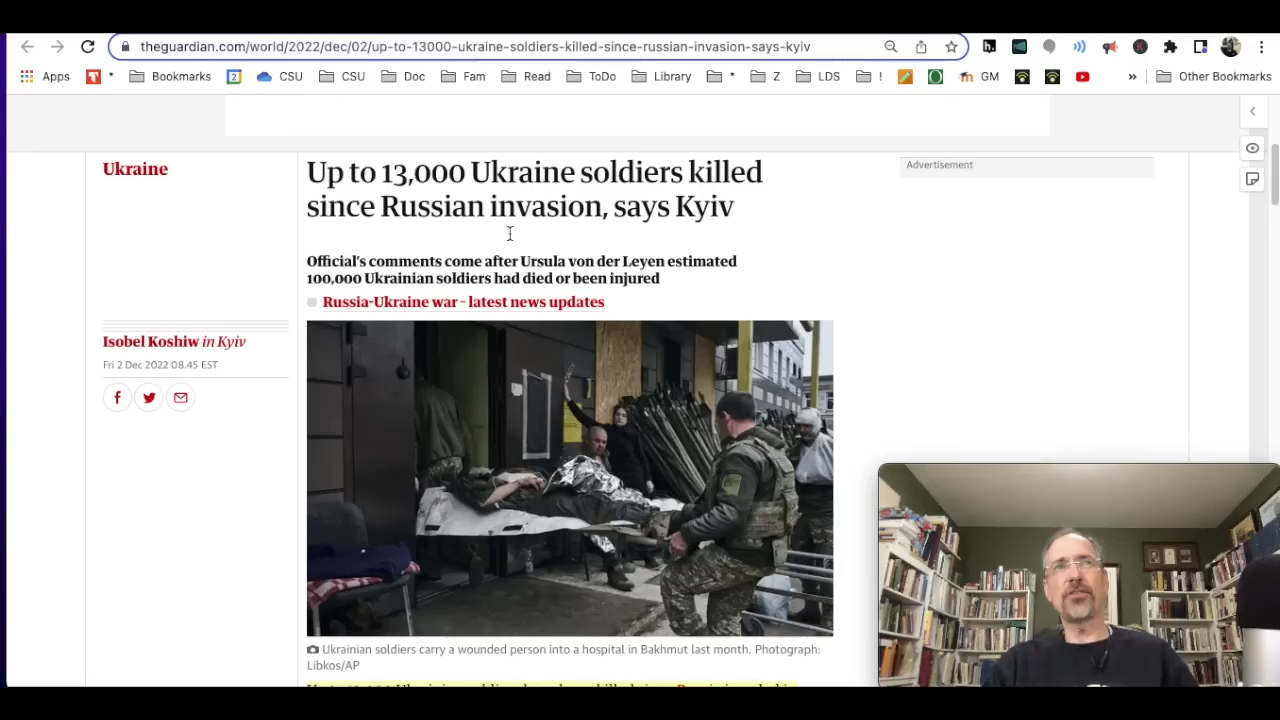 theguardian.com/world/2022/dec/02/up-to-13000-ukraine-soldiers-killed-since-russian-invasion-says-kyiv
Apps * Bookmarks 2 CSU CSU Doc Fam Read ToDo Library * Z LDS ! GM » Other Bookmarks
Advertisement
Ukraine
Up to 13,000 Ukraine soldiers killed
since Russian invasion, says Kyiv
Official's comments come after Ursula von der Leyen estimated
100,000 Ukrainian soldiers had died or been injured
Russia-Ukraine war – latest news updates
Isobel Koshiw in Kyiv
Fri 2 Dec 2022 08.45 EST
Ukrainian soldiers carry a wounded person into a hospital in Bakhmut last month. Photograph:
Libkos/AP